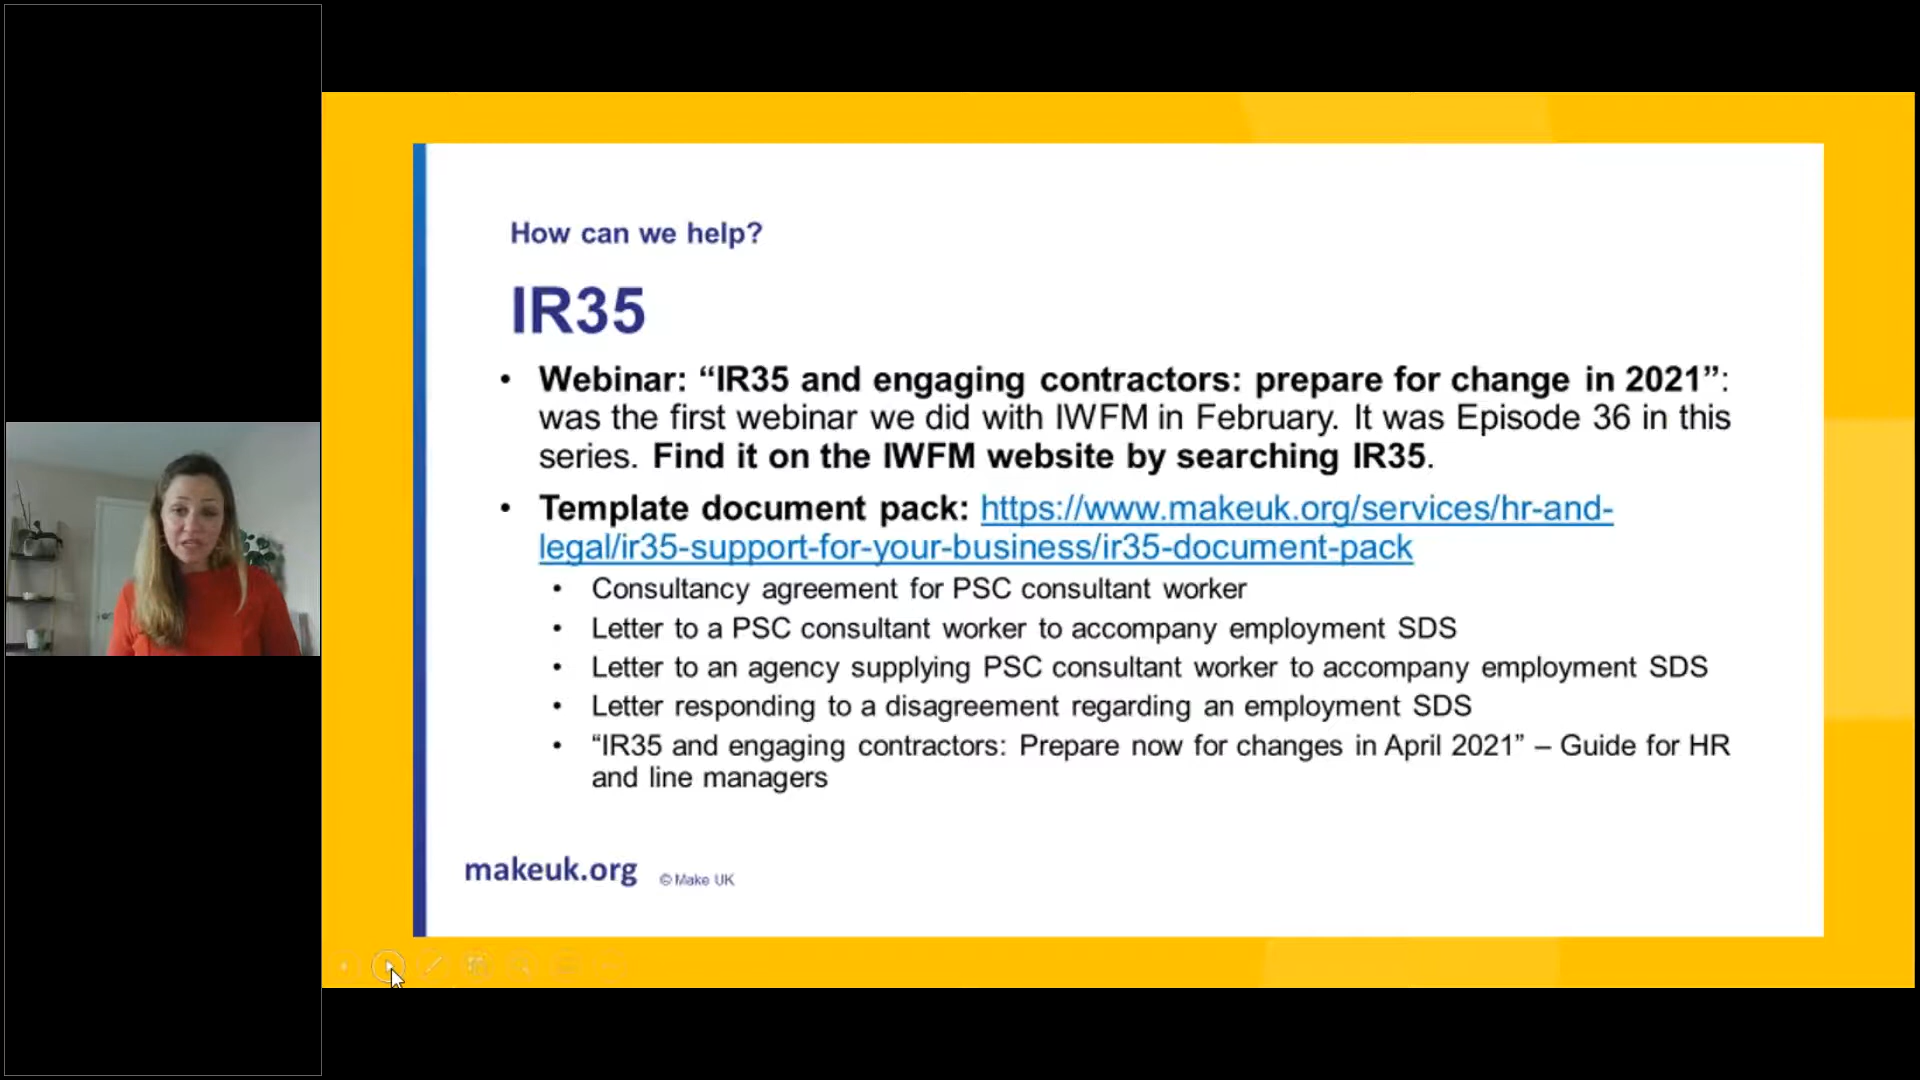 How can we help?
IR35
• Webinar: “IR35 and engaging contractors: prepare for change in 2021”:
was the first webinar we did with IWFM in February. It was Episode 36 in this
series. Find it on the IWFM website by searching IR35.
• Template document pack: https://www.makeuk.org/services/hr-and-
legal/ir35-support-for-your-business/ir35-document-pack
• Consultancy agreement for PSC consultant worker
• Letter to a PSC consultant worker to accompany employment SDS
• Letter to an agency supplying PSC consultant worker to accompany employment SDS
• Letter responding to a disagreement regarding an employment SDS
• “IR35 and engaging contractors: Prepare now for changes in April 2021” – Guide for HR
and line managers
makeuk.org © Make UK